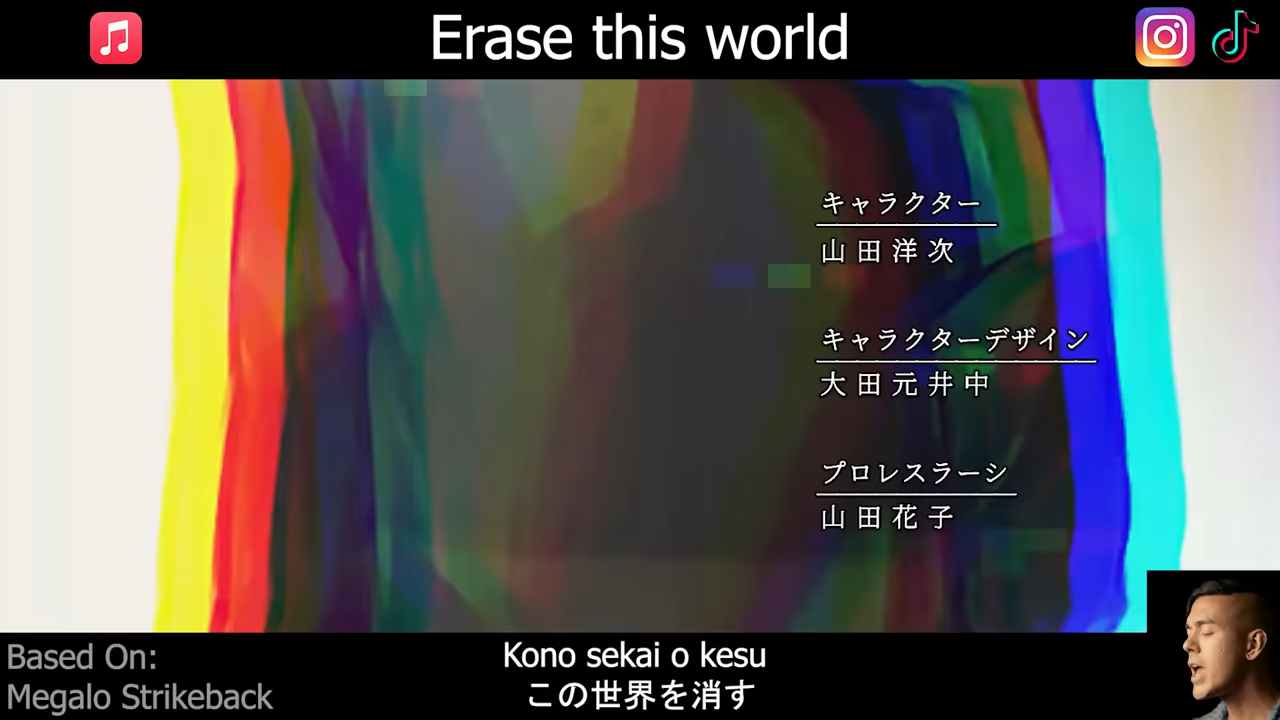 Erase this world
キャラクター
山田洋次
キャラクターデザイン
大田元井中
プロレスラーシ
山田花子
Based On:
Megalo Strikeback
Kono sekai o kesu
この世界を消す